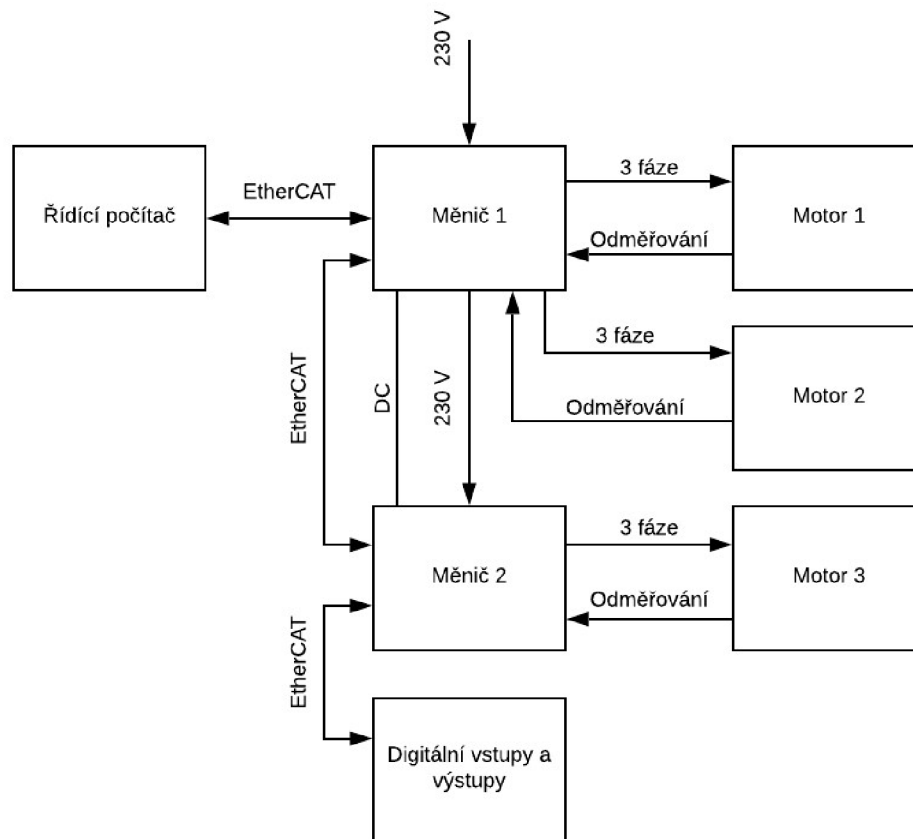 230 V
Řídící počítač
EtherCAT
Měnič 1
3 fáze
Odměřování
Motor 1
3 fáze
Odměřování
Motor 2
EtherCAT
DC
230 V
Měnič 2
3 fáze
Odměřování
Motor 3
EtherCAT
Digitální vstupy a
výstupy